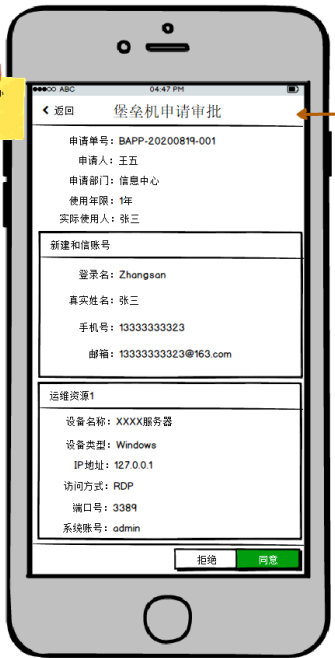 ABC 04:47 PM
返回 堡垒机申请审批
申请单号：BAPP-20200819-001
申请人：王五
申请部门：信息中心
使用年限：1年
实际使用人：张三
新建和信账号
登录名：Zhangsan
真实姓名：张三
手机号：13333333323
邮箱：13333333323@163.com
运维资源1
设备名称：XXXX服务器
设备类型：Windows
IP地址：127.0.0.1
访问方式：RDP
端口号：3389
系统账号：admin
拒绝 同意